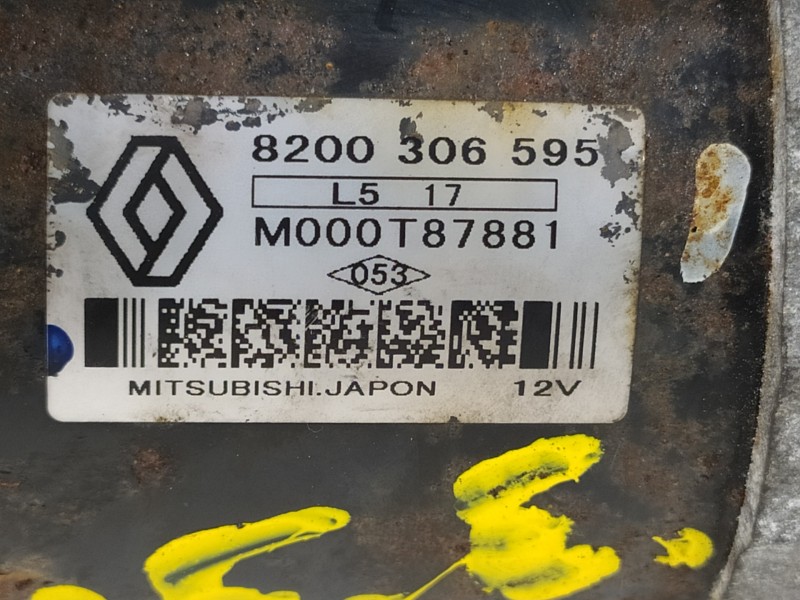 8200 306 595
L5 17
M000T87881
053
MITSUBISHI.JAPON 12V